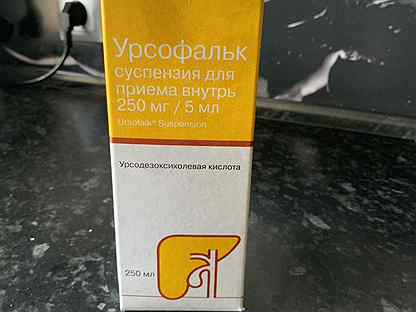 Урсофальк
суспензия для
приема внутрь
250 мг / 5 мл
Ursofalk® Suspension
Урсодезоксихолевая кислота
250 мл